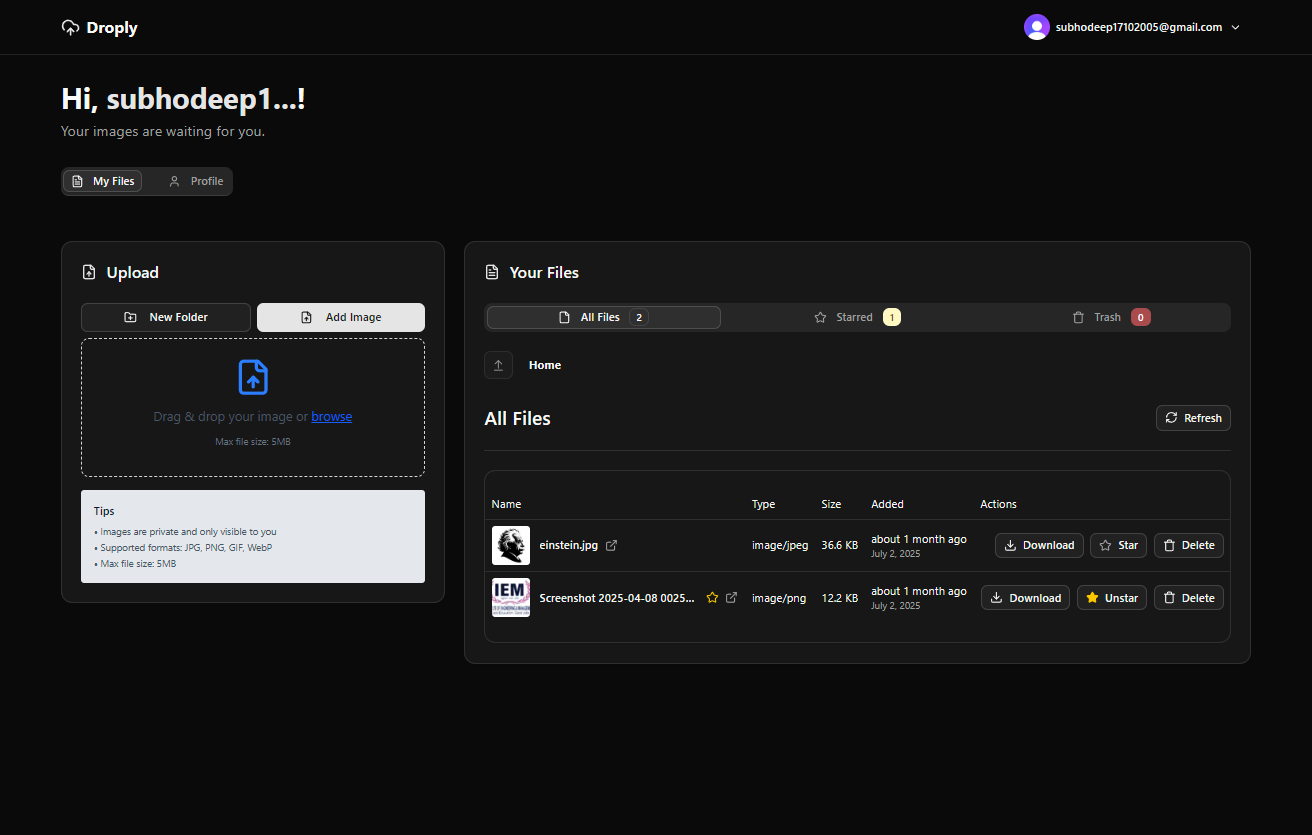 Droply
subhodeep17102005@gmail.com
Hi, subhodeep1...!
Your images are waiting for you.
My Files
Profile
Upload
New Folder
Add Image
Drag & drop your image or browse
Max file size: 5MB
Tips
• Images are private and only visible to you
• Supported formats: JPG, PNG, GIF, WebP
• Max file size: 5MB
Your Files
All Files 2
Starred 1
Trash 0
Home
All Files
Refresh
Name Type Size Added Actions
einstein.jpg image/jpeg 36.6 KB about 1 month ago Download Star Delete
July 2, 2025
IEM
Screenshot 2025-04-08 0025... image/png 12.2 KB about 1 month ago Download Unstar Delete
July 2, 2025